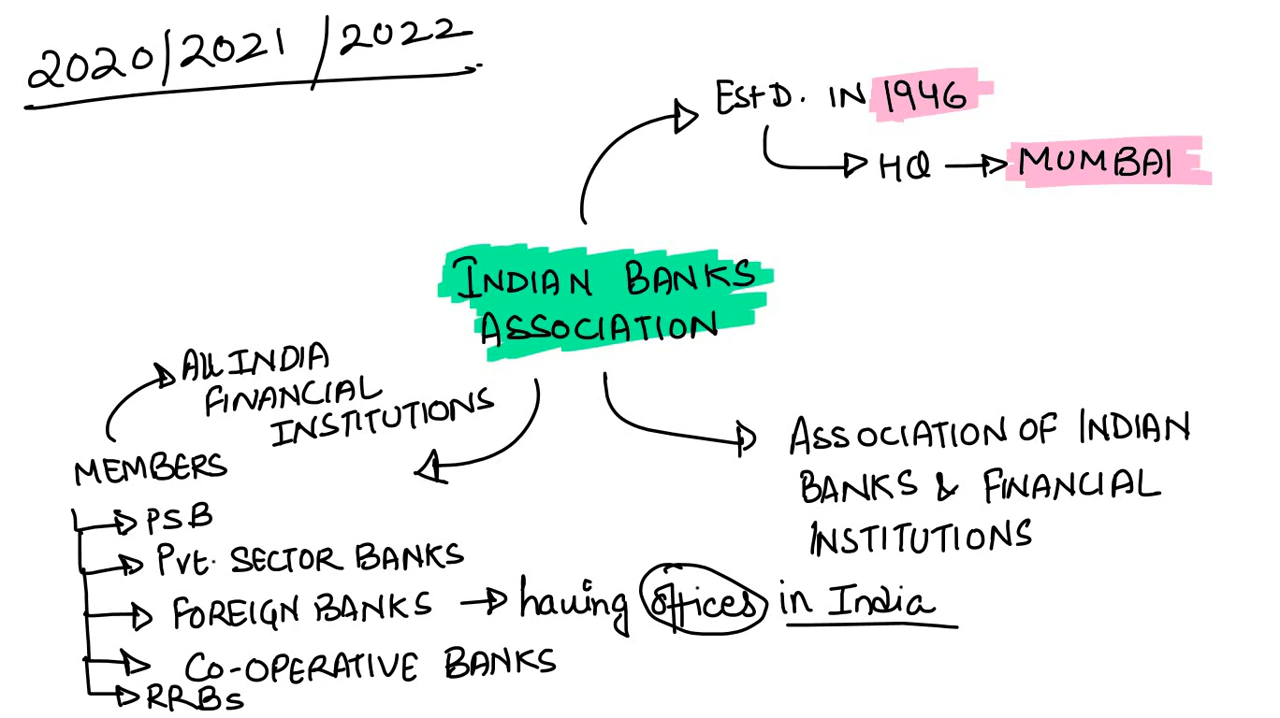 2020/2021/2022
EstD. IN 1946
HQ → MUMBAI
INDIAN BANKS
ASSOCIATION
All INDIA
FINANCIAL
INSTITUTIONS
MEMBERS
PSB
Pvt. SECTOR BANKS
FOREIGN BANKS → having offices in India
CO-OPERATIVE BANKS
RRBs
ASSOCIATION OF INDIAN
BANKS & FINANCIAL
INSTITUTIONS